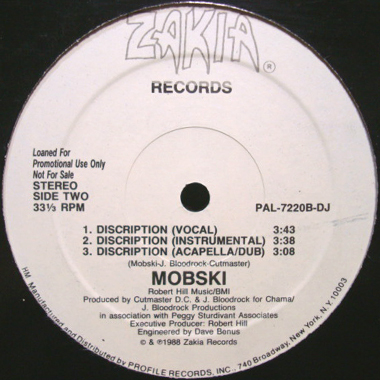 ZAKIA®
RECORDS
Loaned For
Promotional Use Only
Not For Sale
STEREO
SIDE TWO
33⅓ RPM
PAL-7220B-DJ
1. DISCRIPTION (VOCAL) 3:43
2. DISCRIPTION (INSTRUMENTAL) 3:38
3. DISCRIPTION (ACAPELLA/DUB) 3:08
(Mobski-J. Bloodrock-Cutmaster)
MOBSKI
Robert Hill Music/BMI
Produced by Cutmaster D.C. & J. Bloodrock for Chama/
J. Bloodrock Productions
in association with Peggy Sturdivant Associates
Executive Producer: Robert Hill
Engineered by Dave Benus
© & ℗1988 Zakia Records
HM Manufactured and Distributed by PROFILE RECORDS, INC., 740 Broadway, New York, N.Y. 10003